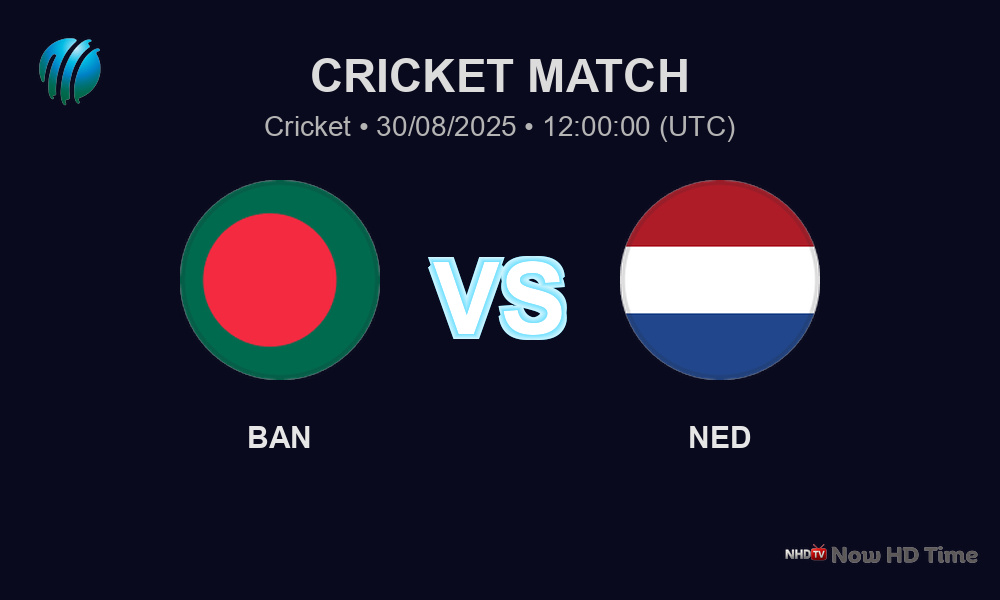 CRICKET MATCH
Cricket • 30/08/2025 • 12:00:00 (UTC)
VS
BAN
NED
NHDTV Now HD Time